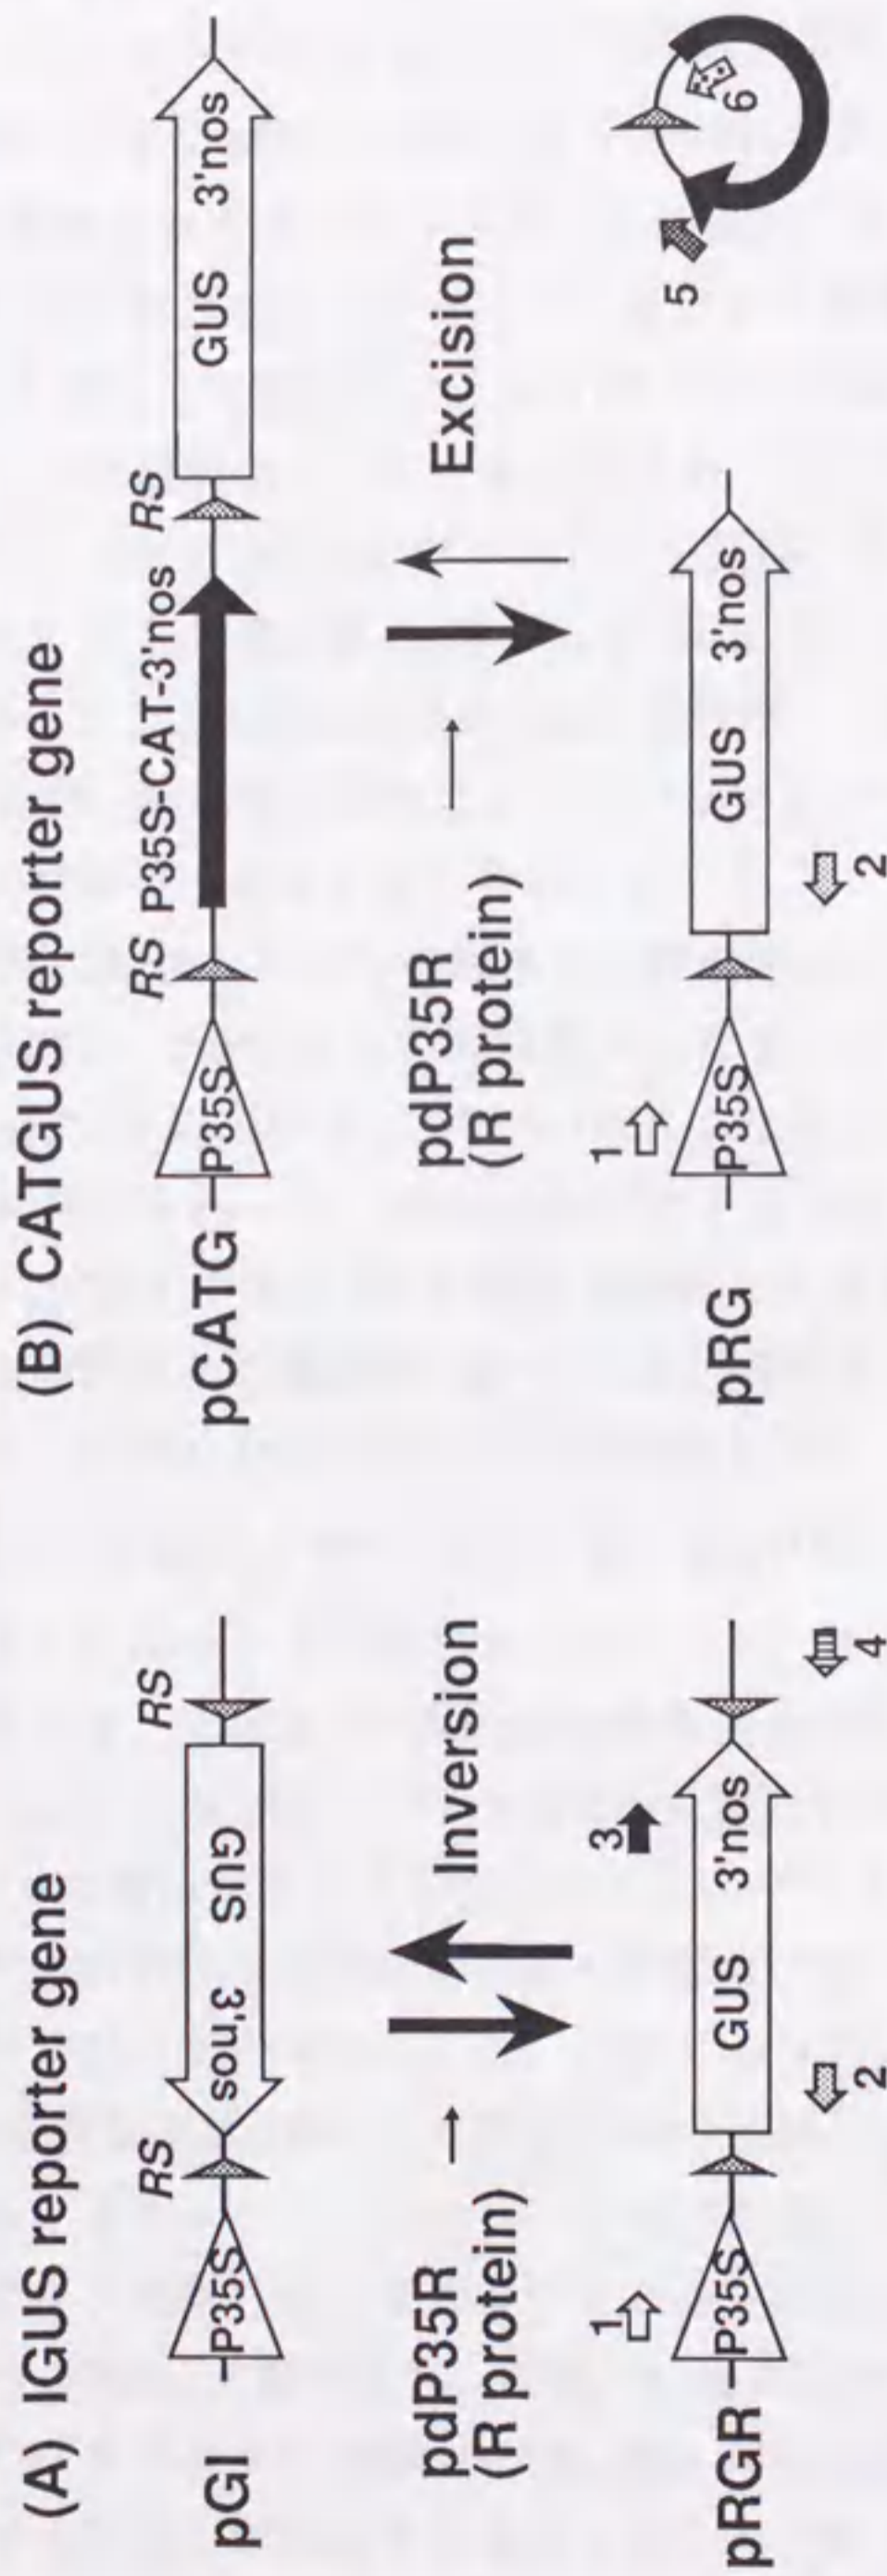 (A) IGUS reporter gene
pGI
P35S
RS
3'nos GUS
RS
pdP35R
(R protein)
Inversion
pRGR
1
P35S
2
GUS 3'nos
3
4
(B) CATGUS reporter gene
pCATG
P35S
RS
P35S-CAT-3'nos
RS
GUS 3'nos
pdP35R
(R protein)
Excision
pRG
1
P35S
2
GUS 3'nos
5
6